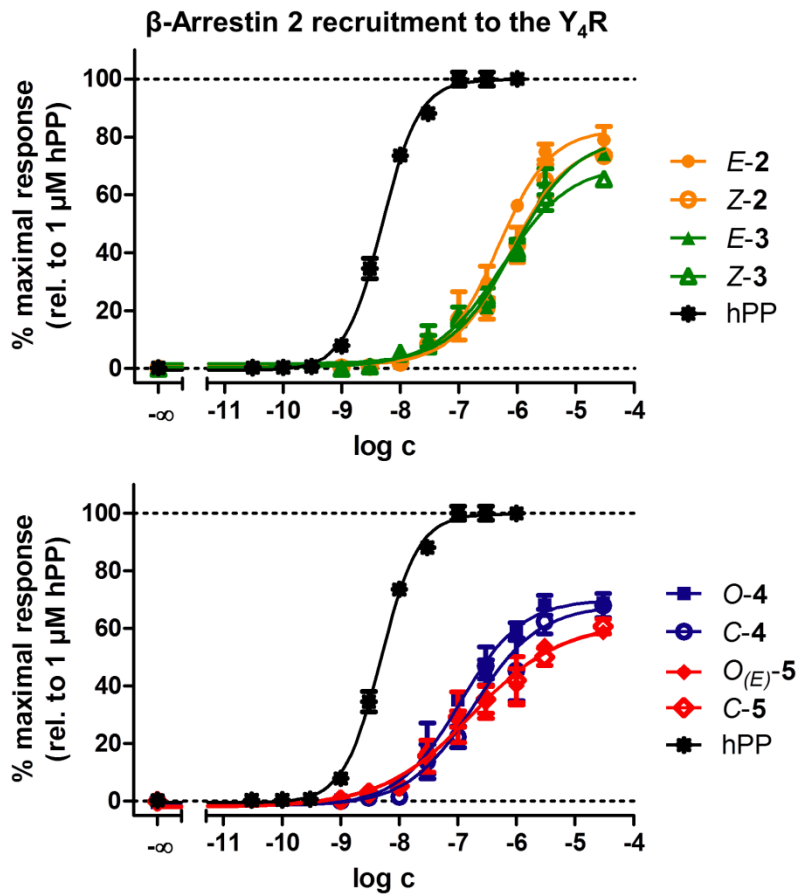 β-Arrestin 2 recruitment to the Y₄R
% maximal response
(rel. to 1 µM hPP)
100
80
60
40
20
0
-∞
-11 -10 -9 -8 -7 -6 -5 -4
log c
E-2
Z-2
E-3
Z-3
hPP
% maximal response
(rel. to 1 µM hPP)
100
80
60
40
20
0
-∞
-11 -10 -9 -8 -7 -6 -5 -4
log c
O-4
C-4
O(E)-5
C-5
hPP